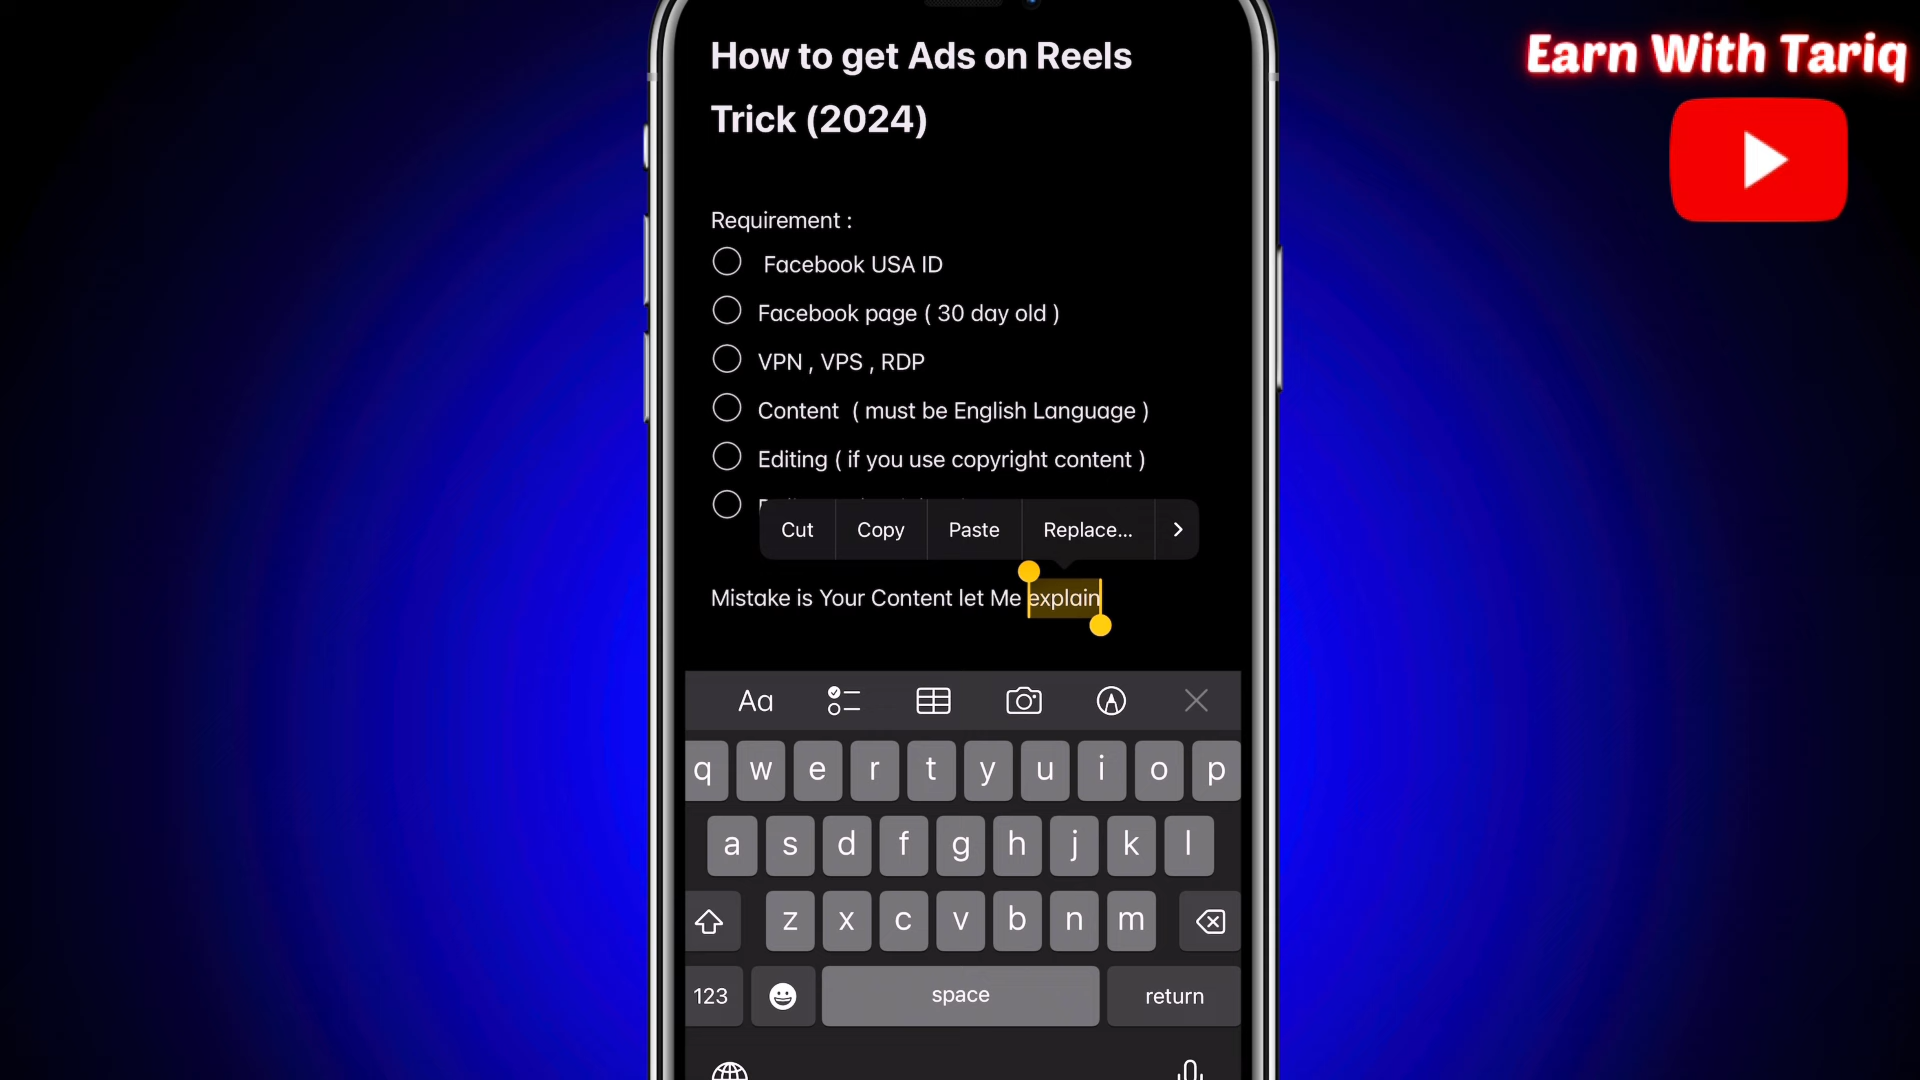 How to get Ads on Reels
Earn With Tariq
Trick (2024)
Requirement :
Facebook USA ID
Facebook page ( 30 day old )
VPN , VPS , RDP
Content ( must be English Language )
Editing ( if you use copyright content )
Cut Copy Paste Replace...
Mistake is Your Content let Me explain
Aa
q w e r t y u i o p
a s d f g h j k l
z x c v b n m
123 space return